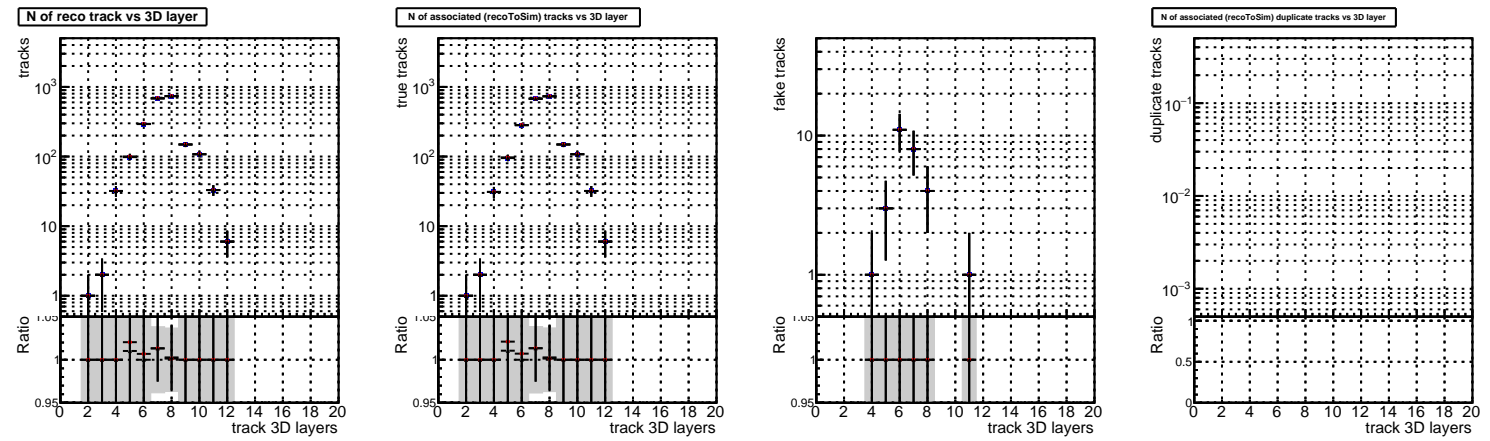 N of reco track vs 3D layer
tracks
10³
10²
10
1
1.05
Ratio
1
0.95
0 2 4 6 8 10 12 14 16 18 20
track 3D layers
N of associated (recoToSim) tracks vs 3D layer
true tracks
10³
10²
10
1
1.05
Ratio
1
0.95
0 2 4 6 8 10 12 14 16 18 20
track 3D layers
fake tracks
10
1
1.05
Ratio
1
0.95
0 2 4 6 8 10 12 14 16 18 20
track 3D layers
N of associated (recoToSim) duplicate tracks vs 3D layer
duplicate tracks
10⁻¹
10⁻²
10⁻³
Ratio
1
0.5
0
0 2 4 6 8 10 12 14 16 18 20
track 3D layers